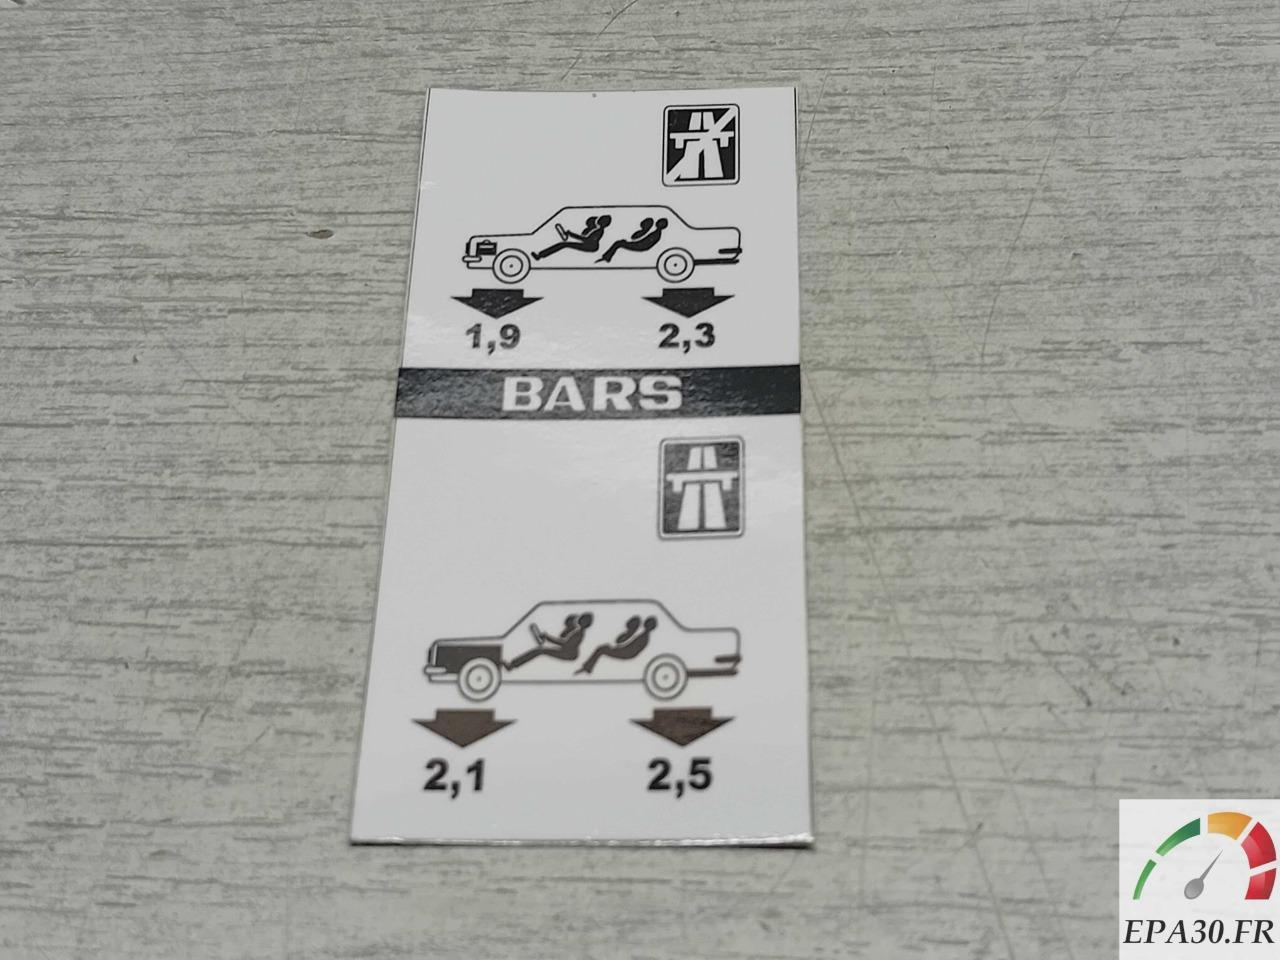 1,9 2,3
BARS
2,1 2,5
EPA30.FR